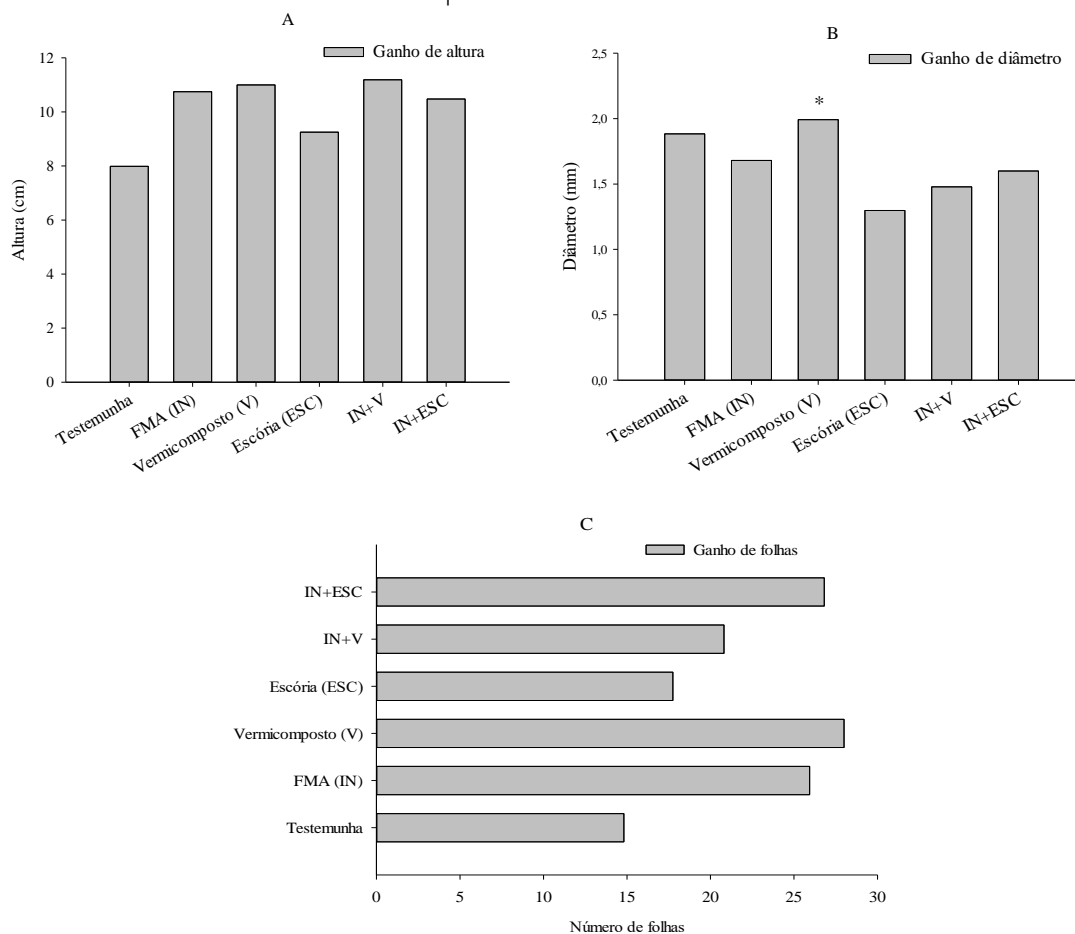 A
Ganho de altura
12
10
8
6
4
2
0
Altura (cm)
Testemunha
FMA (IN)
Vermicomposto (V)
Escória (ESC)
IN+V
IN+ESC
B
Ganho de diâmetro
2,5
*
2,0
1,5
1,0
0,5
0,0
Diâmetro (mm)
Testemunha
FMA (IN)
Vermicomposto (V)
Escória (ESC)
IN+V
IN+ESC
C
Ganho de folhas
IN+ESC
IN+V
Escória (ESC)
Vermicomposto (V)
FMA (IN)
Testemunha
0 5 10 15 20 25 30
Número de folhas